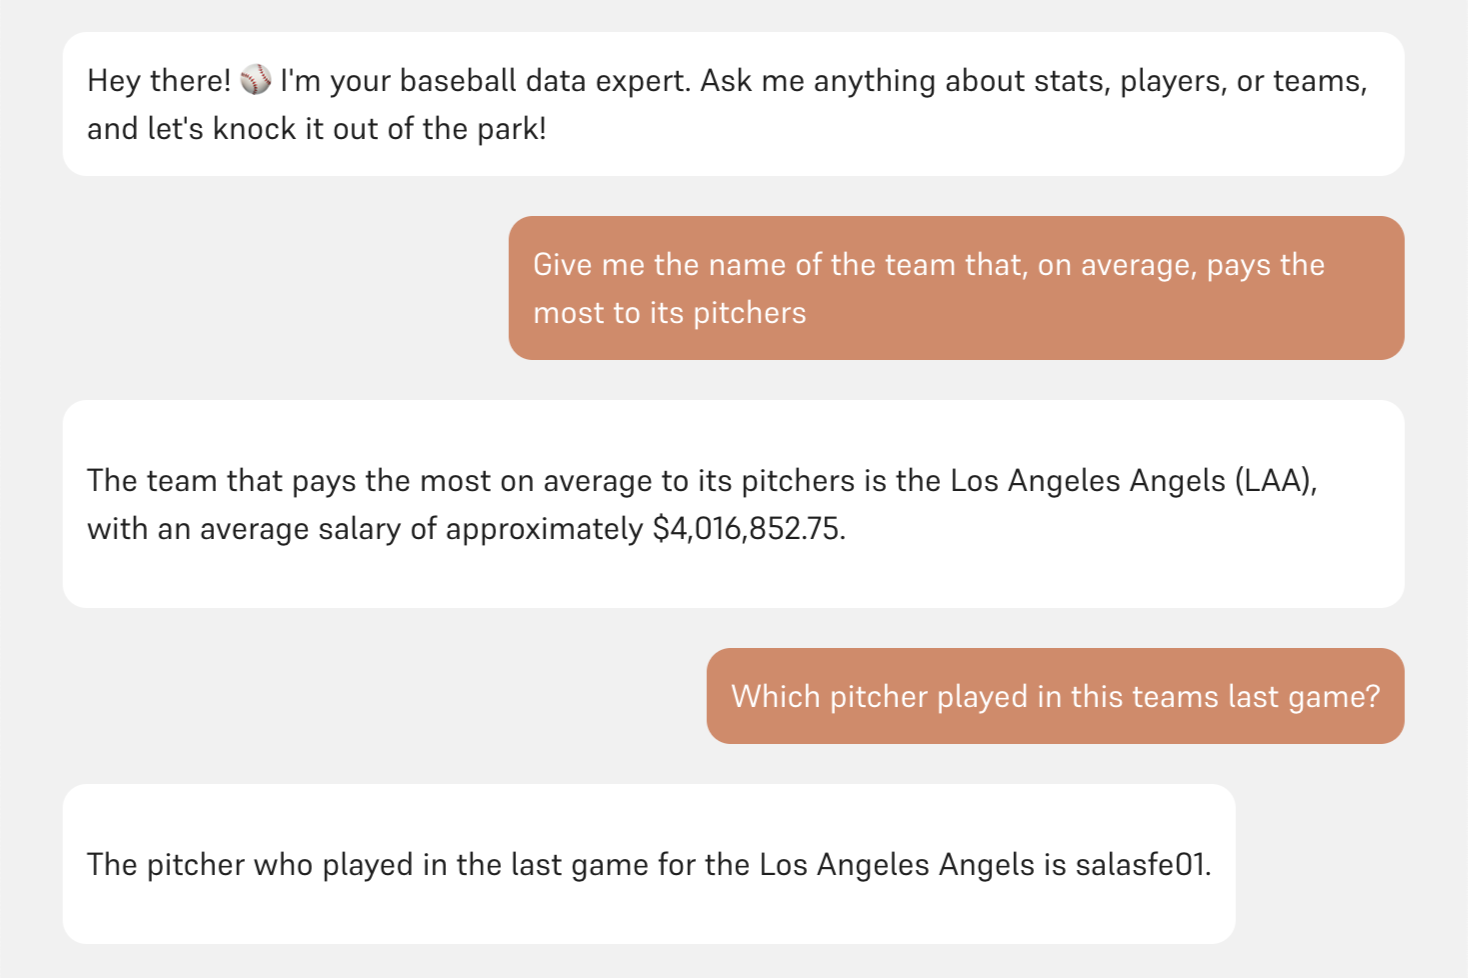 Hey there! ⚾ I'm your baseball data expert. Ask me anything about stats, players, or teams,
and let's knock it out of the park!
Give me the name of the team that, on average, pays the
most to its pitchers
The team that pays the most on average to its pitchers is the Los Angeles Angels (LAA),
with an average salary of approximately $4,016,852.75.
Which pitcher played in this teams last game?
The pitcher who played in the last game for the Los Angeles Angels is salasfe01.